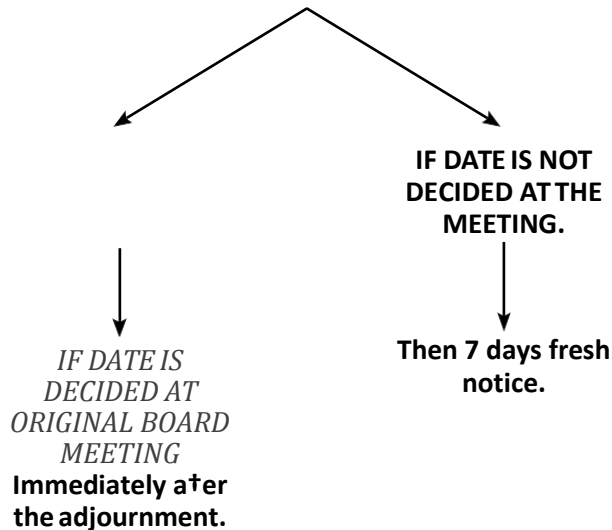 IF DATE IS NOT
DECIDED AT THE
MEETING.
Then 7 days fresh
notice.
IF DATE IS
DECIDED AT
ORIGINAL BOARD
MEETING
Immediately a†er
the adjournment.